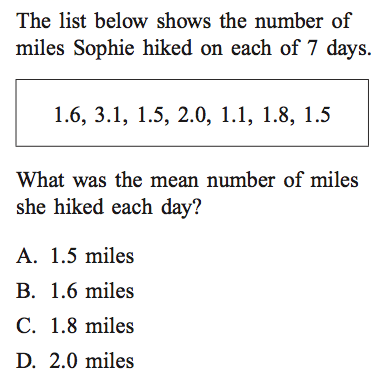 The list below shows the number of
miles Sophie hiked on each of 7 days.
1.6, 3.1, 1.5, 2.0, 1.1, 1.8, 1.5
What was the mean number of miles
she hiked each day?
A. 1.5 miles
B. 1.6 miles
C. 1.8 miles
D. 2.0 miles